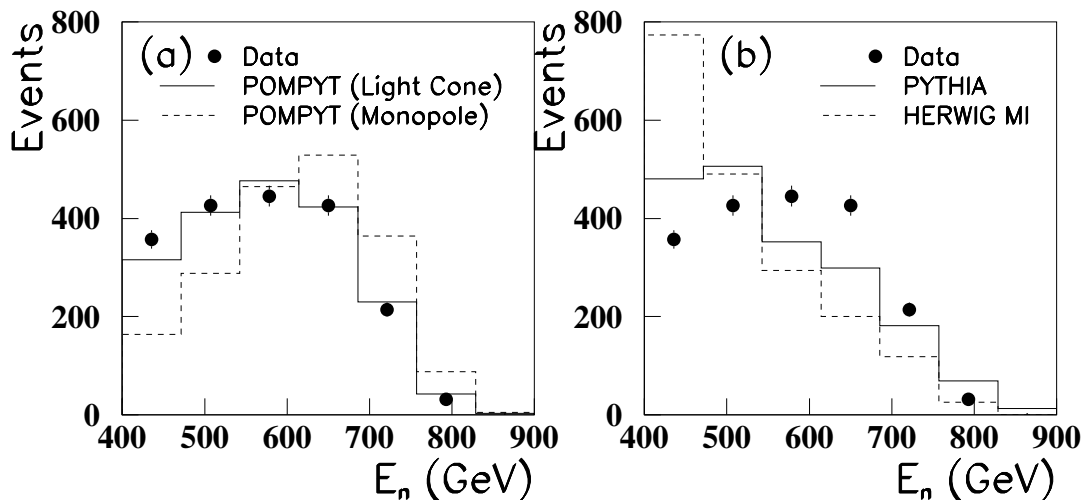 Events
800
600
400
200
0
400 500 600 700 800 900
E_n (GeV)
(a)
Data
POMPYT (Light Cone)
POMPYT (Monopole)
Events
800
600
400
200
0
400 500 600 700 800 900
E_n (GeV)
(b)
Data
PYTHIA
HERWIG MI